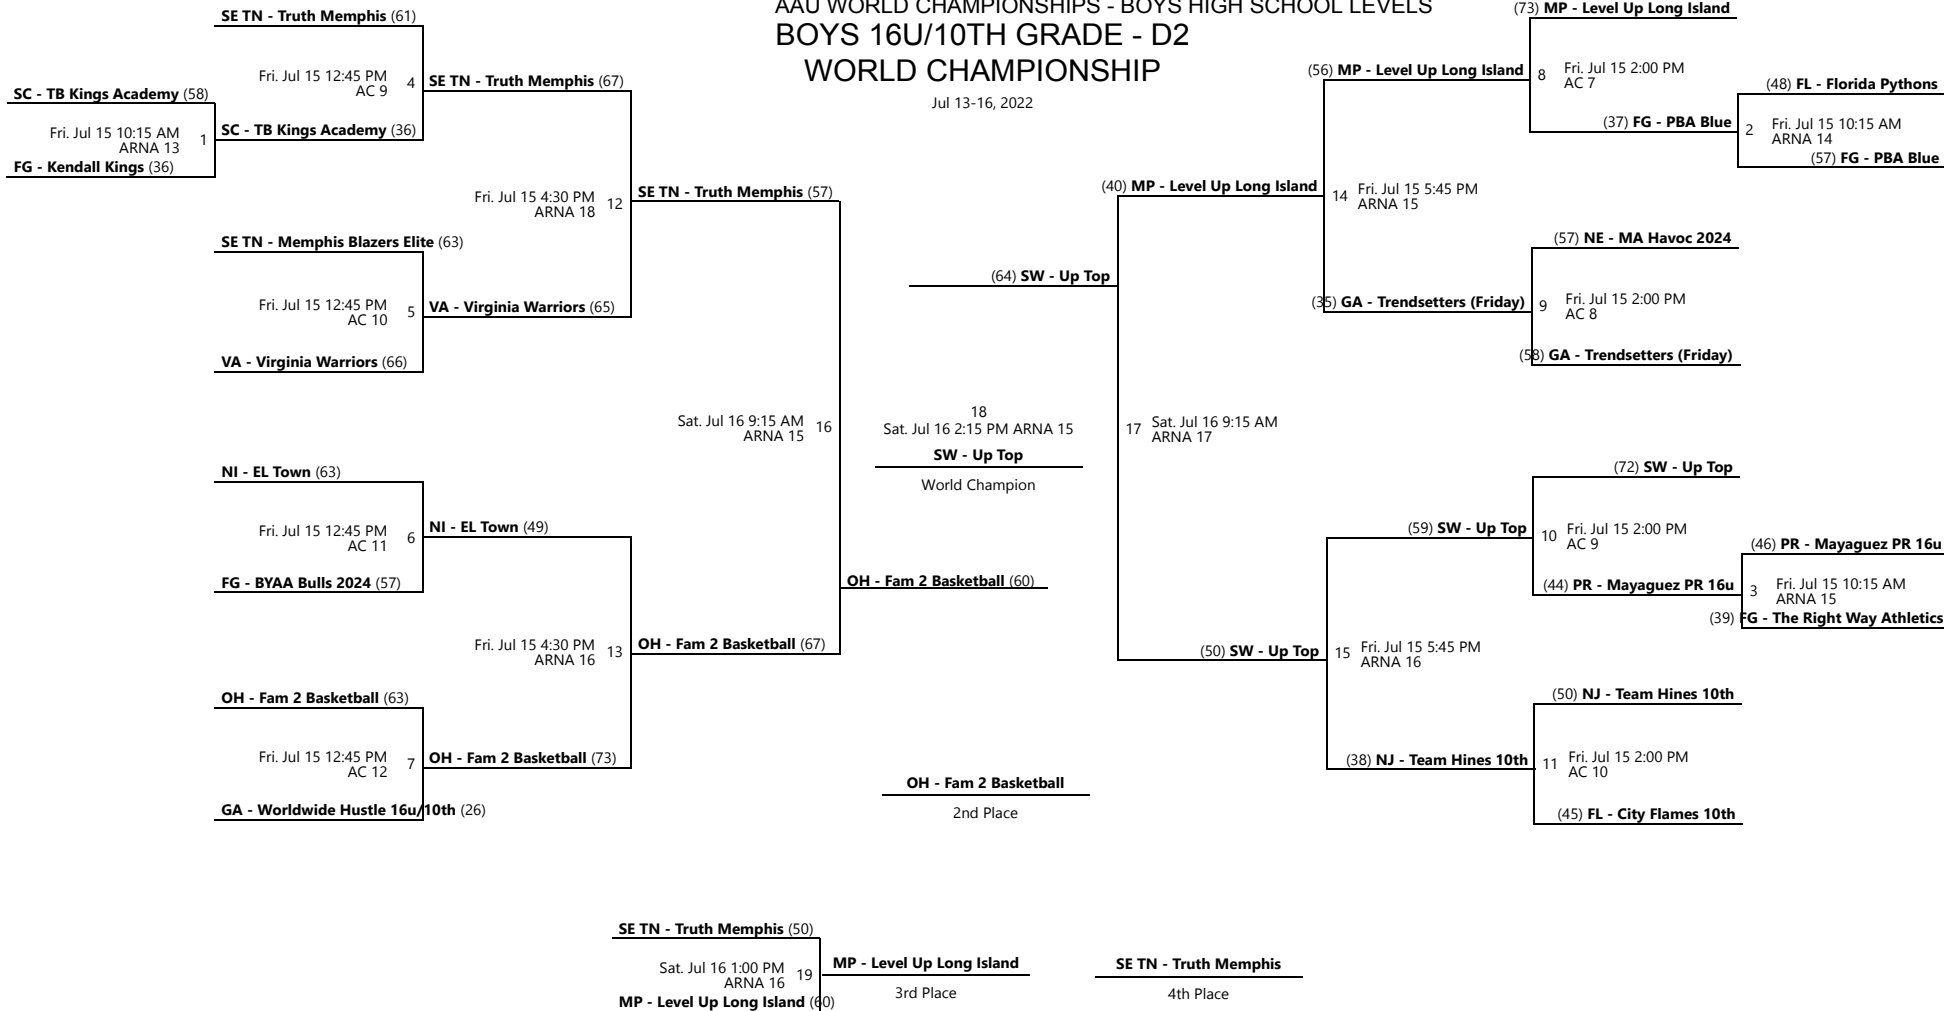 AAU WORLD CHAMPIONSHIPS - BOYS HIGH SCHOOL LEVELS
BOYS 16U/10TH GRADE - D2
WORLD CHAMPIONSHIP
Jul 13-16, 2022
SE TN - Truth Memphis (61)
Fri. Jul 15 12:45 PM
AC 9
4
SC - TB Kings Academy (58)
Fri. Jul 15 10:15 AM
ARNA 13
1
FG - Kendall Kings (36)
SC - TB Kings Academy (36)
SE TN - Truth Memphis (67)
Fri. Jul 15 4:30 PM
ARNA 18
12
SE TN - Memphis Blazers Elite (63)
Fri. Jul 15 12:45 PM
AC 10
5
VA - Virginia Warriors (65)
VA - Virginia Warriors (66)
SE TN - Truth Memphis (57)
Sat. Jul 16 9:15 AM
ARNA 15
16
NI - EL Town (63)
Fri. Jul 15 12:45 PM
AC 11
6
NI - EL Town (49)
FG - BYAA Bulls 2024 (57)
Fri. Jul 15 4:30 PM
ARNA 16
13
OH - Fam 2 Basketball (67)
OH - Fam 2 Basketball (63)
Fri. Jul 15 12:45 PM
AC 12
7
OH - Fam 2 Basketball (73)
GA - Worldwide Hustle 16u/10th (26)
OH - Fam 2 Basketball (60)
(64) SW - Up Top
18
Sat. Jul 16 2:15 PM ARNA 15
SW - Up Top
World Champion
OH - Fam 2 Basketball
2nd Place
(73) MP - Level Up Long Island
8
Fri. Jul 15 2:00 PM
AC 7
(56) MP - Level Up Long Island
(48) FL - Florida Pythons
(37) FG - PBA Blue
2
Fri. Jul 15 10:15 AM
ARNA 14
(57) FG - PBA Blue
(40) MP - Level Up Long Island
14
Fri. Jul 15 5:45 PM
ARNA 15
(57) NE - MA Havoc 2024
9
Fri. Jul 15 2:00 PM
AC 8
(35) GA - Trendsetters (Friday)
(58) GA - Trendsetters (Friday)
17
Sat. Jul 16 9:15 AM
ARNA 17
(72) SW - Up Top
10
Fri. Jul 15 2:00 PM
AC 9
(59) SW - Up Top
(46) PR - Mayaguez PR 16u
(44) PR - Mayaguez PR 16u
3
Fri. Jul 15 10:15 AM
ARNA 15
(39) FG - The Right Way Athletics
(50) SW - Up Top
15
Fri. Jul 15 5:45 PM
ARNA 16
(50) NJ - Team Hines 10th
11
Fri. Jul 15 2:00 PM
AC 10
(38) NJ - Team Hines 10th
(45) FL - City Flames 10th
SE TN - Truth Memphis (50)
Sat. Jul 16 1:00 PM
ARNA 16
19
MP - Level Up Long Island (60)
MP - Level Up Long Island
3rd Place
SE TN - Truth Memphis
4th Place